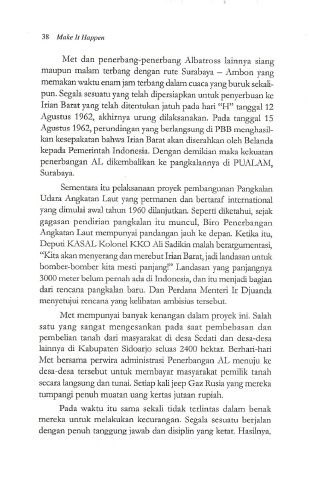 38 Make It Happen
Met dan penerbang-penerbang Albatross lainnya siang
maupun malam terbang dengan rute Surabaya – Ambon yang
memakan waktu enam jam terbang dalam cuaca yang buruk sekali-
pun. Segala sesuatu yang telah dipersiapkan untuk penyerbuan ke
Irian Barat yang telah ditentukan jatuh pada hari “H” tanggal 12
Agustus 1962, akhirnya urung dilaksanakan. Pada tanggal 15
Agustus 1962, perundingan yang berlangsung di PBB menghasil-
kan kesepakatan bahwa Irian Barat akan diserahkan oleh Belanda
kepada Pemerintah Indonesia. Dengan demikian maka kekuatan
penerbangan AL dikembalikan ke pangkalannya di PUALAM,
Surabaya.
Sementara itu pelaksanaan proyek pembangunan Pangkalan
Udara Angkatan Laut yang permanen dan bertaraf international
yang dimulai awal tahun 1960 dilanjutkan. Seperti diketahui, sejak
gagasan pendirian pangkalan itu muncul, Biro Penerbangan
Angkatan Laut mempunyai pandangan jauh ke depan. Ketika itu,
Deputi KASAL Kolonel KKO Ali Sadikin malah berargumentasi,
“Kita akan menyerang dan merebut Irian Barat, jadi landasan untuk
bomber-bomber kita mesti panjang!” Landasan yang panjangnya
3000 meter belum pernah ada di Indonesia, dan itu menjadi bagian
dari rencana pangkalan baru. Dan Perdana Menteri Ir Djuanda
menyetujui rencana yang kelihatan ambisius tersebut.
Met mempunyai banyak kenangan dalam proyek ini. Salah
satu yang sangat mengesankan pada saat pembebasan dan
pembelian tanah dari masyarakat di desa Sedati dan desa-desa
lainnya di Kabupaten Sidoarjo seluas 2400 hektar. Berhari-hari
Met bersama perwira administrasi Penerbangan AL menuju ke
desa-desa tersebut untuk membayar masyarakat pemilik tanah
secara langsung dan tunai. Setiap kali jeep Gaz Rusia yang mereka
tumpangi penuh muatan uang kertas jutaan rupiah.
Pada waktu itu sama sekali tidak terlintas dalam benak
mereka untuk melakukan kecurangan. Segala sesuatu berjalan
dengan penuh tanggung jawab dan disiplin yang ketat. Hasilnya,